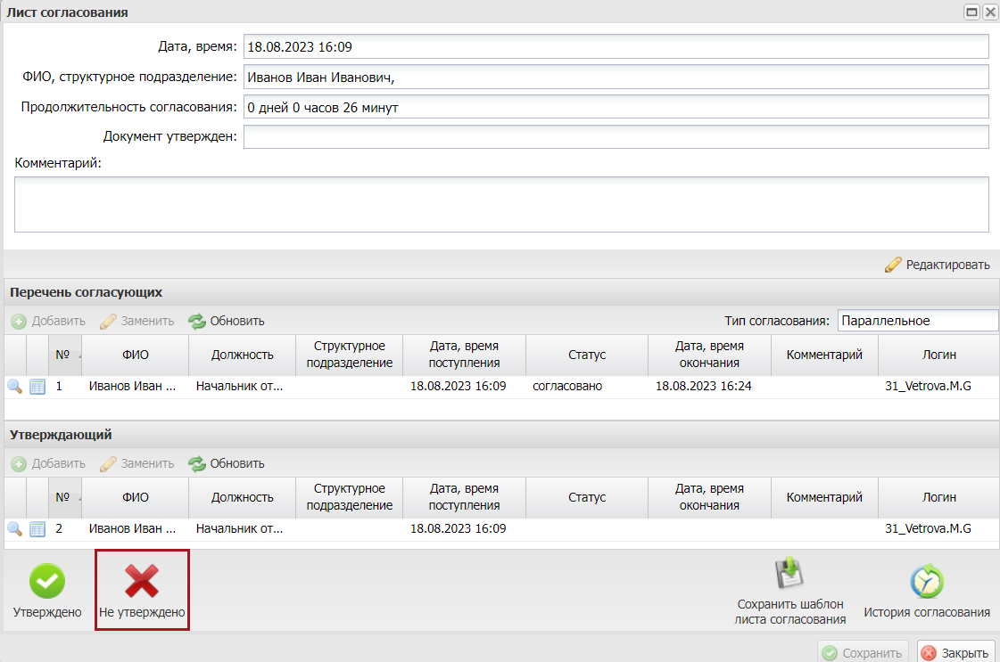 Лист согласования
Дата, время: 18.08.2023 16:09
ФИО, структурное подразделение: Иванов Иван Иванович,
Продолжительность согласования: 0 дней 0 часов 26 минут
Документ утвержден:
Комментарий:
Редактировать
Перечень согласующих
Добавить Заменить Обновить Тип согласования: Параллельное
№ ФИО Должность Структурное подразделение Дата, время поступления Статус Дата, время окончания Комментарий Логин
1 Иванов Иван ... Начальник от... 18.08.2023 16:09 согласовано 18.08.2023 16:24 31_Vetrova.M.G
Утверждающий
Добавить Заменить Обновить
№ ФИО Должность Структурное подразделение Дата, время поступления Статус Дата, время окончания Комментарий Логин
2 Иванов Иван ... Начальник от... 18.08.2023 16:09 31_Vetrova.M.G
Утверждено Не утверждено
Сохранить шаблон
листа согласования
История согласования
Сохранить Закрыть